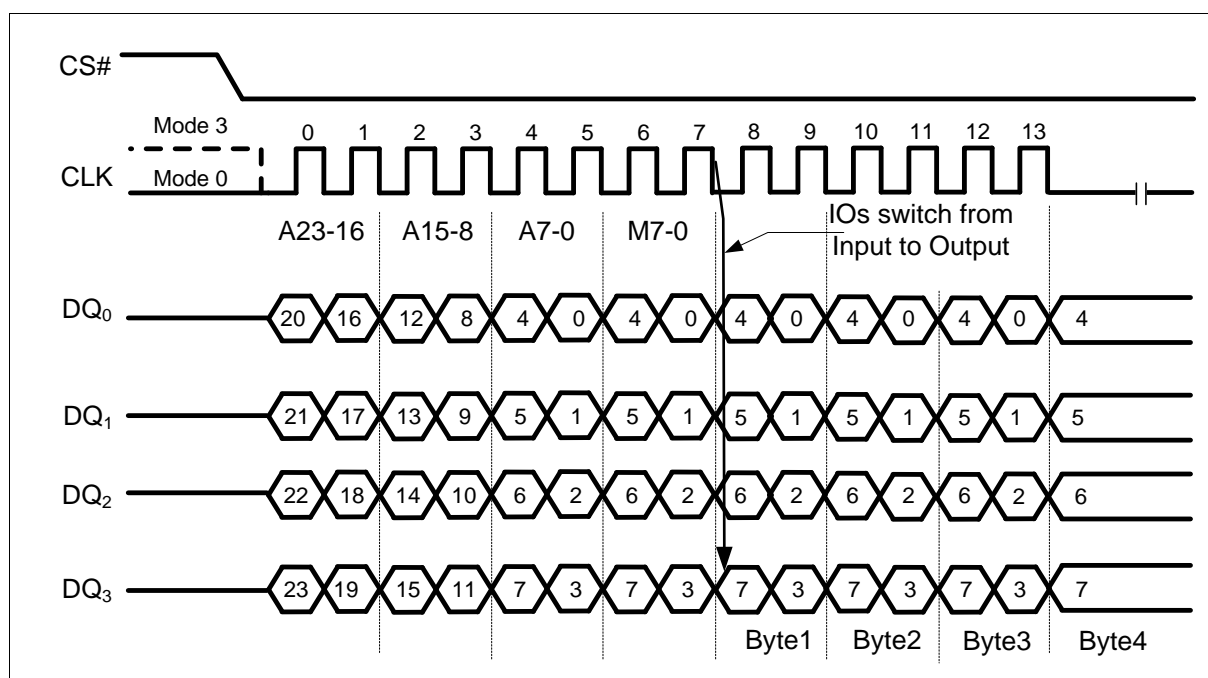 CS#
Mode 3
0 1 2 3 4 5 6 7 8 9 10 11 12 13
CLK
Mode 0
IOs switch from
Input to Output
A23-16 A15-8 A7-0 M7-0
DQ0 20 16 12 8 4 0 4 0 4 0 4 0 4 0 4
DQ1 21 17 13 9 5 1 5 1 5 1 5 1 5 1 5
DQ2 22 18 14 10 6 2 6 2 6 2 6 2 6 2 6
DQ3 23 19 15 11 7 3 7 3 7 3 7 3 7 3 7
Byte1 Byte2 Byte3 Byte4